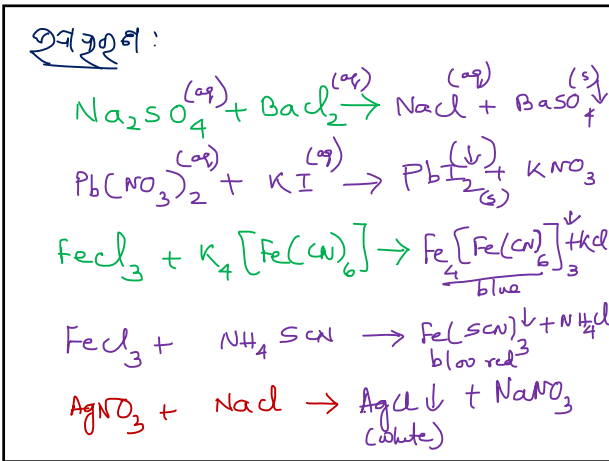 Na₂SO₄(aq) + BaCl₂(aq) → NaCl(aq) + BaSO₄(s)↓
Pb(NO₃)₂(aq) + KI(aq) → PbI₂(↓)(s) + KNO₃
FeCl₃ + K₄[Fe(CN)₆] → Fe₄[Fe(CN)₆]₃↓ + KCl
blue
FeCl₃ + NH₄SCN → Fe(SCN)₃↓ + NH₄Cl
bloo red
AgNO₃ + NaCl → AgCl↓ + NaNO₃
(white)